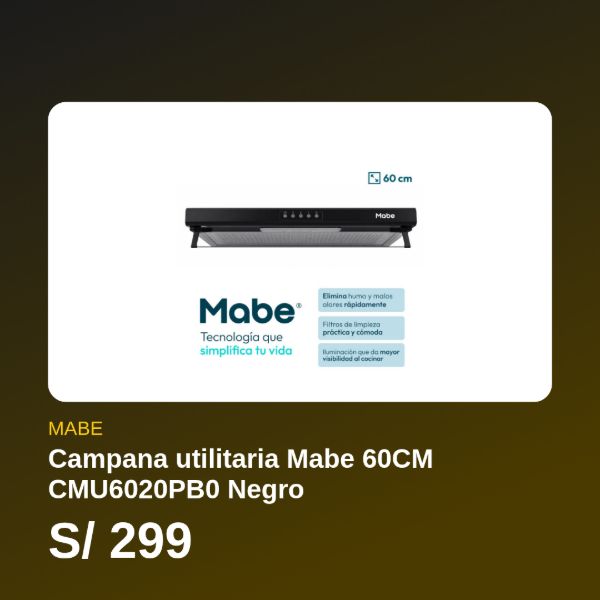 60 cm
Mabe
Mabe®
Tecnología que
simplifica tu vida
Elimina humo y malos
olores rápidamente
Filtros de limpieza
práctica y cómoda
Iluminación que da mayor
visibilidad al cocinar
MABE
Campana utilitaria Mabe 60CM
CMU6020PB0 Negro
S/ 299